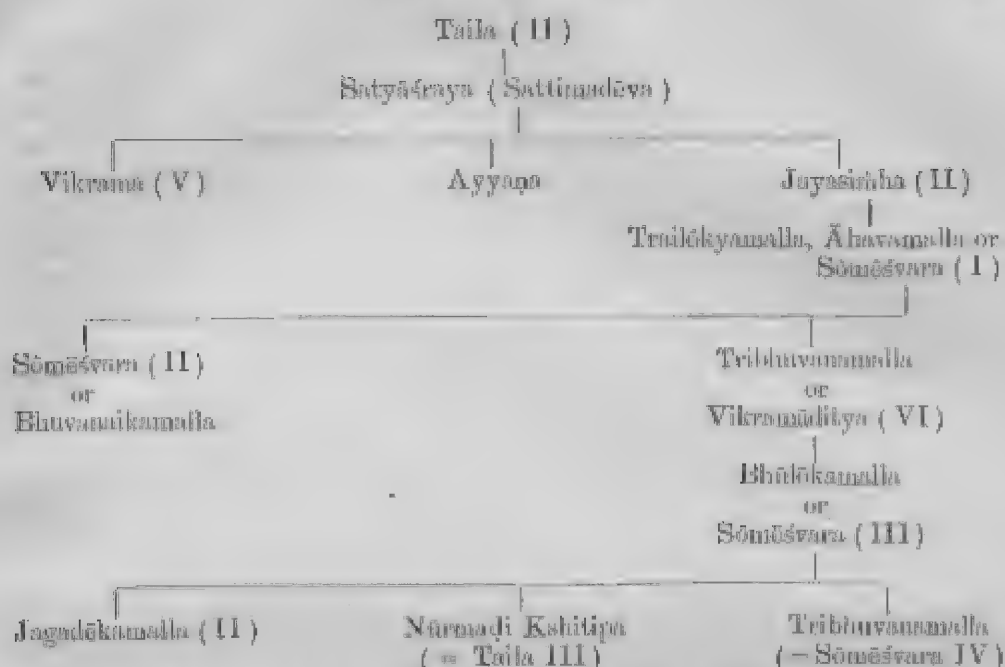 Taila ( II )
Satyāśraya ( Sattimadēva )
Vikrama ( V ) Ayyaṇa Jayasiṁha ( II )
Trailōkyamalla, Āhavamalla or
Sōmēśvara ( I )
Sōmēśvara ( II ) Tribhuvanamalla
or or
Bhuvanaikamalla Vikramāditya ( VI )
Bhūlōkamalla
or
Sōmēśvara ( III )
Jagadēkamalla ( II ) Nūrmaḍi Kshitipa Tribhuvanamalla
( = Taila III ) ( = Sōmēśvara IV )